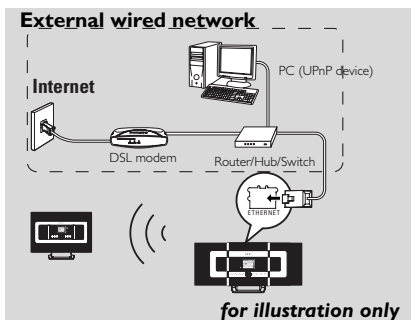 External wired network
PC (UPnP device)
Internet
DSL modem
Router/Hub/Switch
ETHERNET
for illustration only